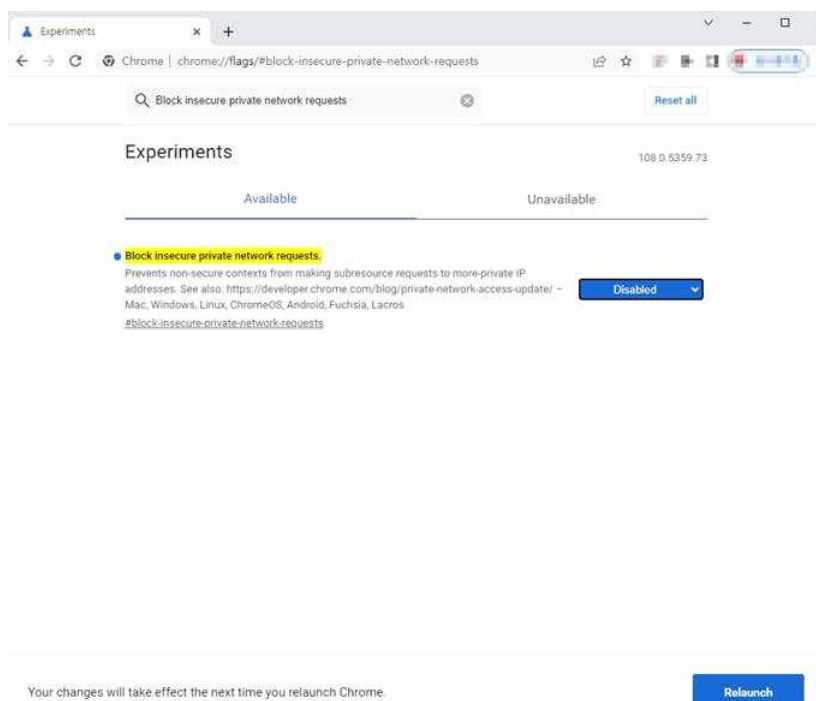 Experiments
Chrome | chrome://flags/#block-insecure-private-network-requests
Block insecure private network requests
Reset all
Experiments
108.0.5359.73
Available
Unavailable
Block insecure private network requests.
Prevents non-secure contexts from making subresource requests to more-private IP
addresses. See also: https://developer.chrome.com/blog/private-network-access-update/ –
Mac, Windows, Linux, ChromeOS, Android, Fuchsia, Lacros
#block-insecure-private-network-requests
Disabled
Your changes will take effect the next time you relaunch Chrome.
Relaunch